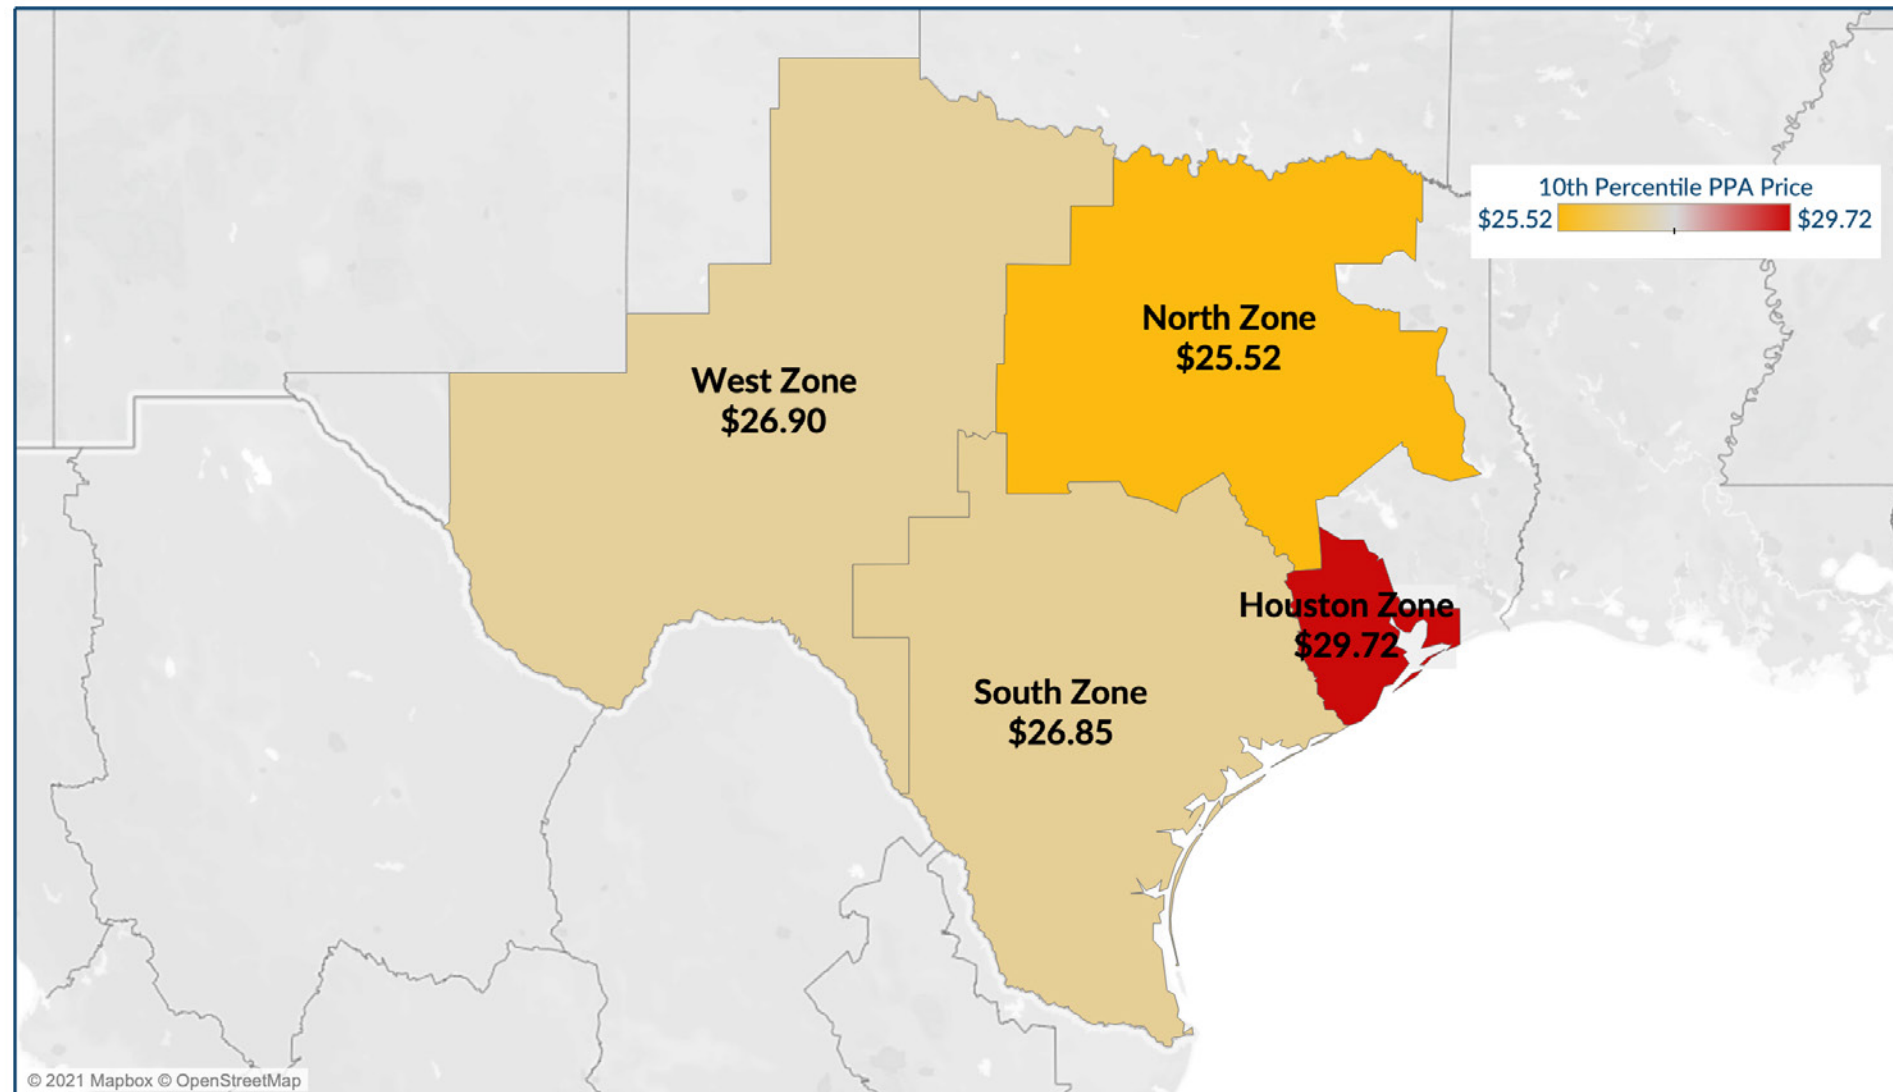 10th Percentile PPA Price
$25.52 $29.72
North Zone
$25.52
West Zone
$26.90
Houston Zone
$29.72
South Zone
$26.85
© 2021 Mapbox © OpenStreetMap